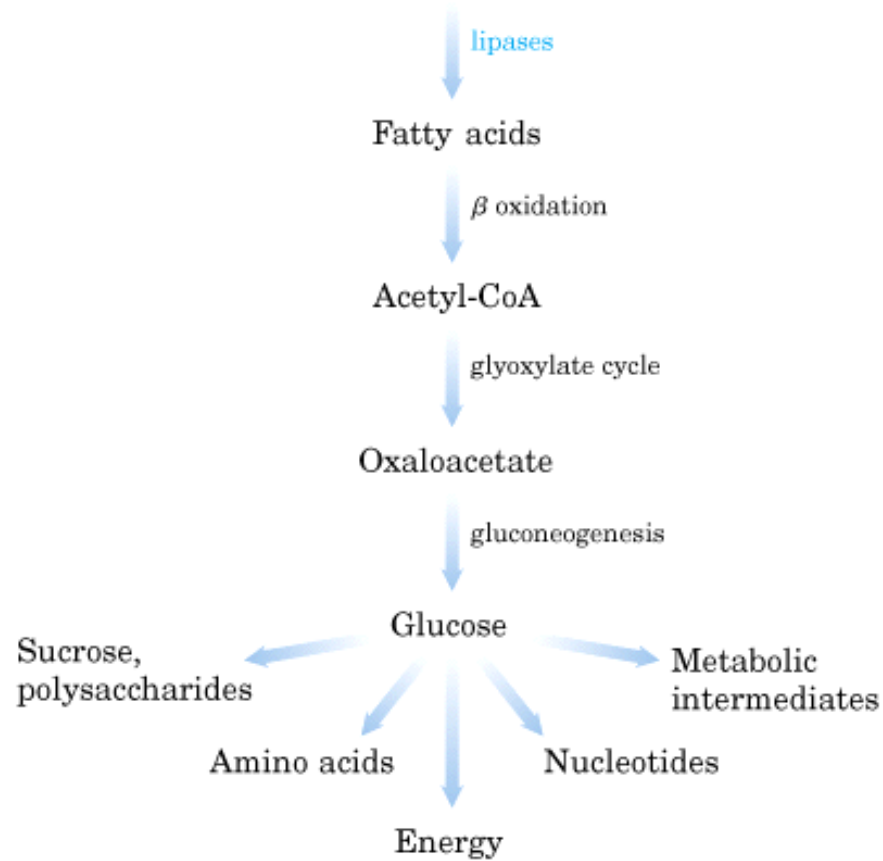 lipases
Fatty acids
β oxidation
Acetyl-CoA
glyoxylate cycle
Oxaloacetate
gluconeogenesis
Glucose
Sucrose,
polysaccharides
Metabolic
intermediates
Amino acids
Nucleotides
Energy